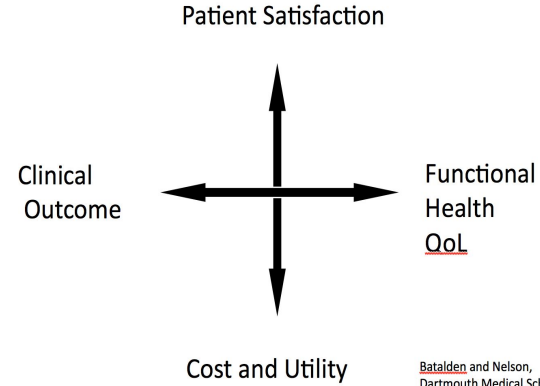 Patient Satisfaction
Clinical
Outcome
Functional
Health
QoL
Cost and Utility
Batalden and Nelson,
Dartmouth Medical